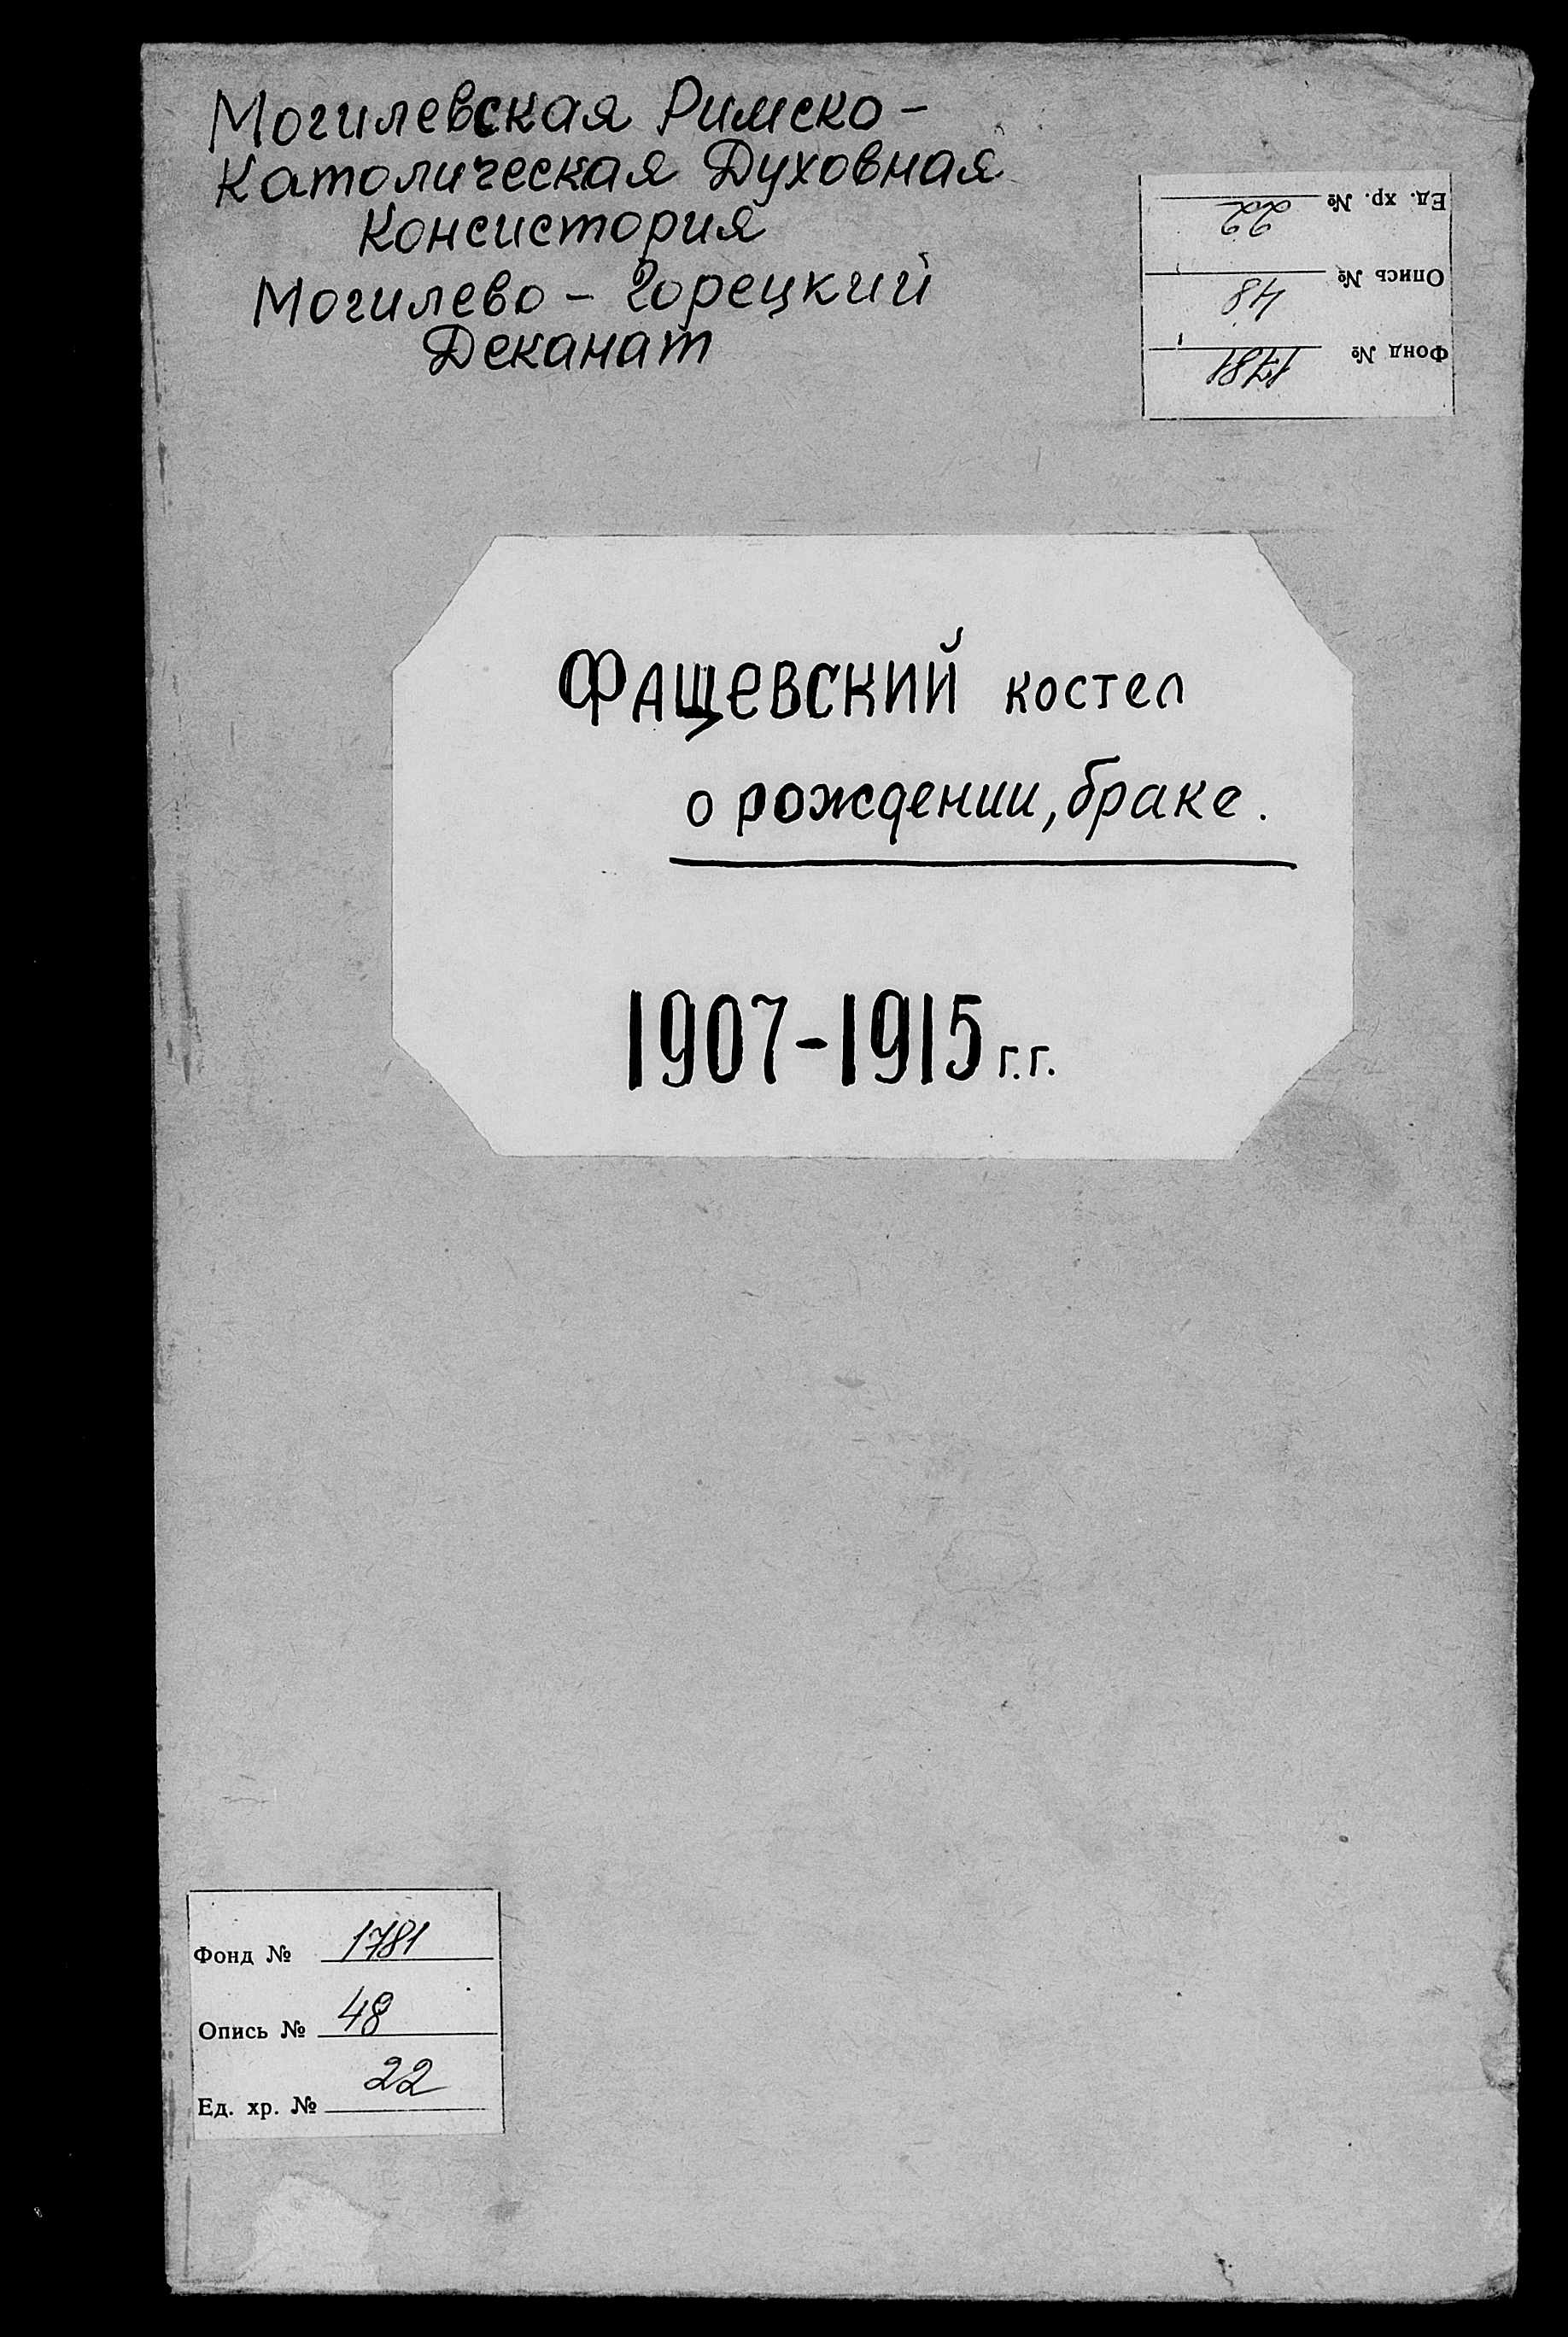 Могилевская Римско-
Католическая Духовная
Консистория
Могилево - Горецкий
Деканат
Ед. хр. № 22
Опись № 48
Фонд № 1781
Фащевский костел
о рождении, браке.
1907-1915 г.г.
Фонд № 1781
Опись № 48
Ед. хр. № 22